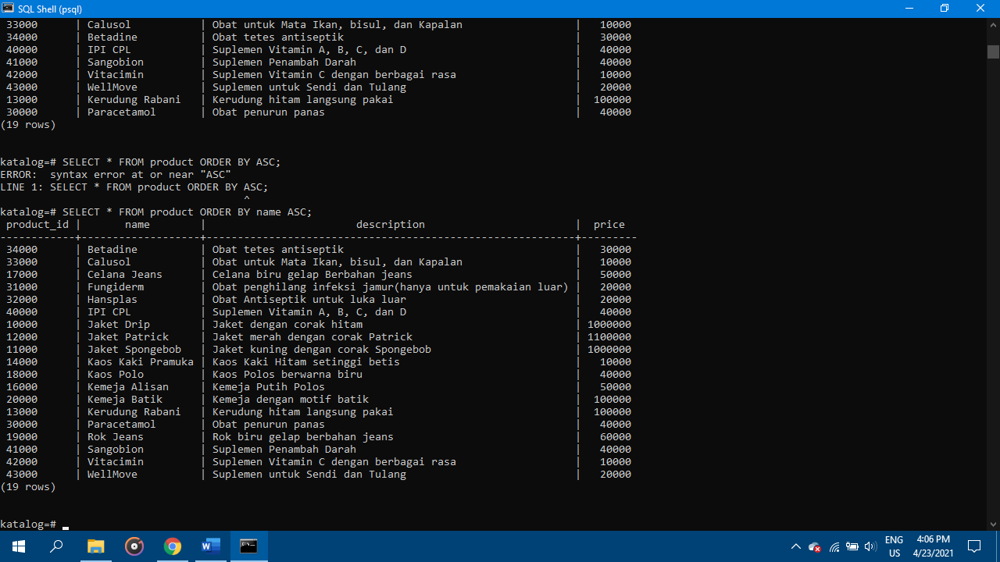 SQL Shell (psql)
33000 | Calusol | Obat untuk Mata Ikan, bisul, dan Kapalan | 10000
34000 | Betadine | Obat tetes antiseptik | 30000
40000 | IPI CPL | Suplemen Vitamin A, B, C, dan D | 40000
41000 | Sangobion | Suplemen Penambah Darah | 40000
42000 | Vitacimin | Suplemen Vitamin C dengan berbagai rasa | 10000
43000 | WellMove | Suplemen untuk Sendi dan Tulang | 20000
13000 | Kerudung Rabani | Kerudung hitam langsung pakai | 100000
30000 | Paracetamol | Obat penurun panas | 40000
(19 rows)
katalog=# SELECT * FROM product ORDER BY ASC;
ERROR:  syntax error at or near "ASC"
LINE 1: SELECT * FROM product ORDER BY ASC;
^
katalog=# SELECT * FROM product ORDER BY name ASC;
product_id | name | description | price
------------+------------------+-----------------------------------------------------------+---------
34000 | Betadine | Obat tetes antiseptik | 30000
33000 | Calusol | Obat untuk Mata Ikan, bisul, dan Kapalan | 10000
17000 | Celana Jeans | Celana biru gelap Berbahan jeans | 50000
31000 | Fungiderm | Obat penghilang infeksi jamur(hanya untuk pemakaian luar) | 20000
32000 | Hansplas | Obat Antiseptik untuk luka luar | 20000
40000 | IPI CPL | Suplemen Vitamin A, B, C, dan D | 40000
10000 | Jaket Drip | Jaket dengan corak hitam | 1000000
12000 | Jaket Patrick | Jaket merah dengan corak Patrick | 1100000
11000 | Jaket Spongebob | Jaket kuning dengan corak Spongebob | 1000000
14000 | Kaos Kaki Pramuka | Kaos Kaki Hitam setinggi betis | 10000
18000 | Kaos Polo | Kaos Polos berwarna biru | 40000
16000 | Kemeja Alisan | Kemeja Putih Polos | 50000
20000 | Kemeja Batik | Kemeja dengan motif batik | 100000
13000 | Kerudung Rabani | Kerudung hitam langsung pakai | 100000
30000 | Paracetamol | Obat penurun panas | 40000
19000 | Rok Jeans | Rok biru gelap berbahan jeans | 60000
41000 | Sangobion | Suplemen Penambah Darah | 40000
42000 | Vitacimin | Suplemen Vitamin C dengan berbagai rasa | 10000
43000 | WellMove | Suplemen untuk Sendi dan Tulang | 20000
(19 rows)
katalog=#
ENG
US
4:06 PM
4/23/2021